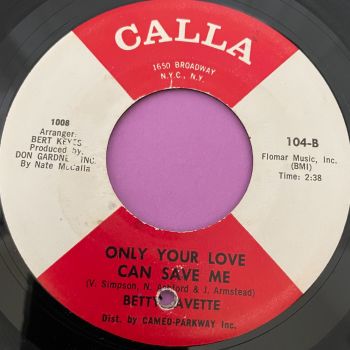 CALLA
1650 BROADWAY
N.Y.C., N.Y.
1008
Arranger:
BERT KEYES
Produced by:
DON GARDNER, INC.
By Nate McCalla
104-B
Flomar Music, Inc.
(BMI)
Time: 2:38
ONLY YOUR LOVE
CAN SAVE ME
(V. Simpson, N. Ashford & J. Armstead)
BETTY LAVETTE
Dist. by CAMEO-PARKWAY Inc.